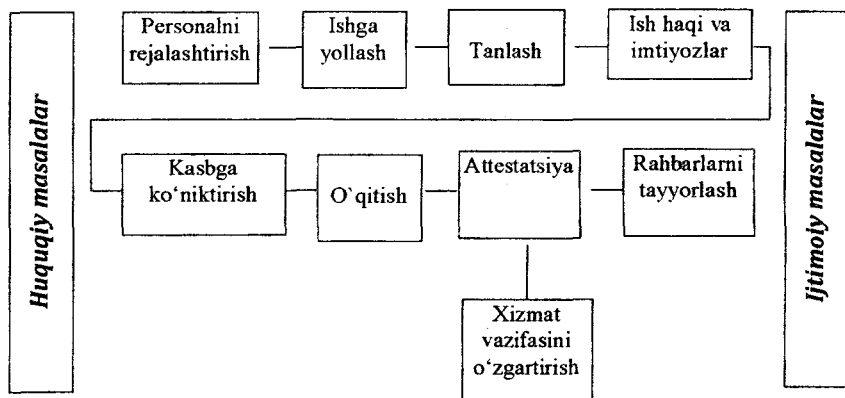 Huquqiy masalalar
Personalni
rejalashtirish
Ishga
yollash
Tanlash
Ish haqi va
imtiyozlar
Kasbga
ko‘niktirish
O`qitish
Attestatsiya
Rahbarlarni
tayyorlash
Xizmat
vazifasini
o‘zgartirish
Ijtimoiy masalalar